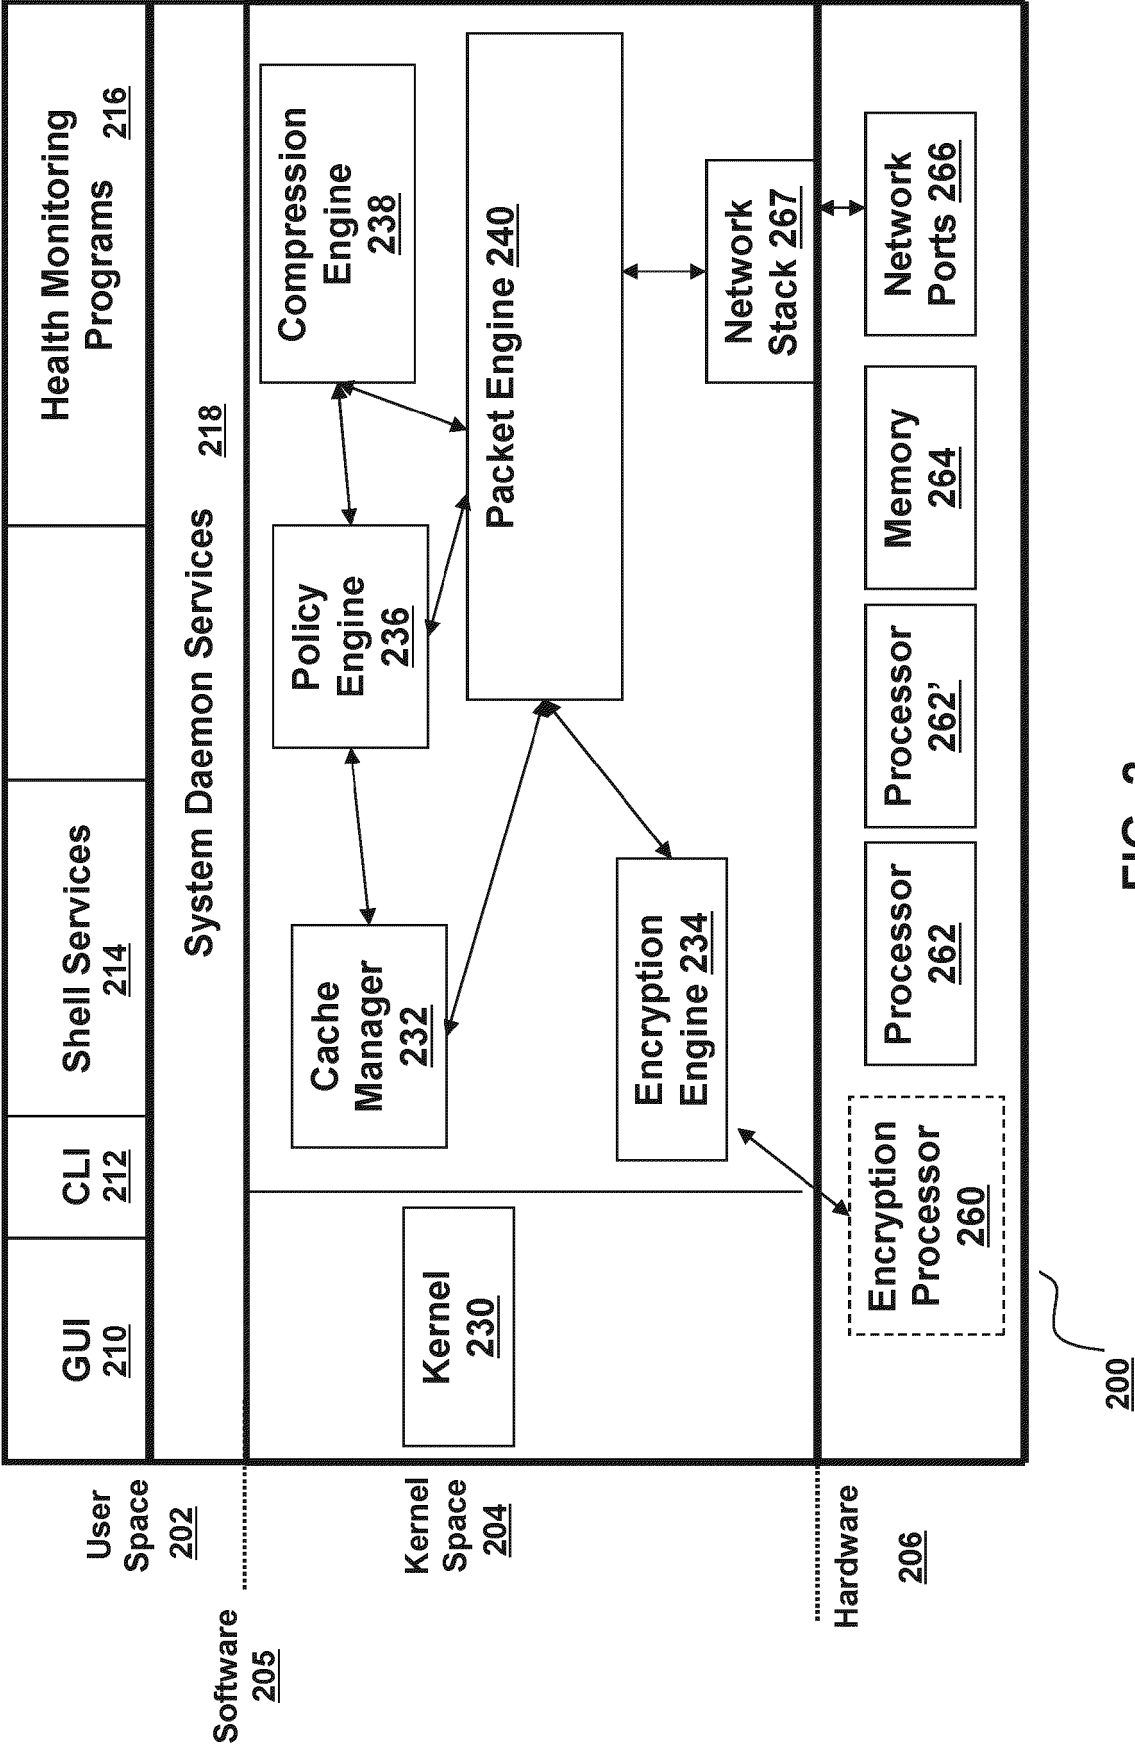 GUI
210
CLI
212
Shell Services
214
Health Monitoring
Programs
216
System Daemon Services
218
User
Space
202
Software
205
Kernel
Space
204
Kernel
230
Cache
Manager
232
Policy
Engine
236
Compression
Engine
238
Encryption
Engine 234
Packet Engine 240
Network
Stack 267
Hardware
206
Encryption
Processor
260
Processor
262
Processor
262’
Memory
264
Network
Ports 266
200